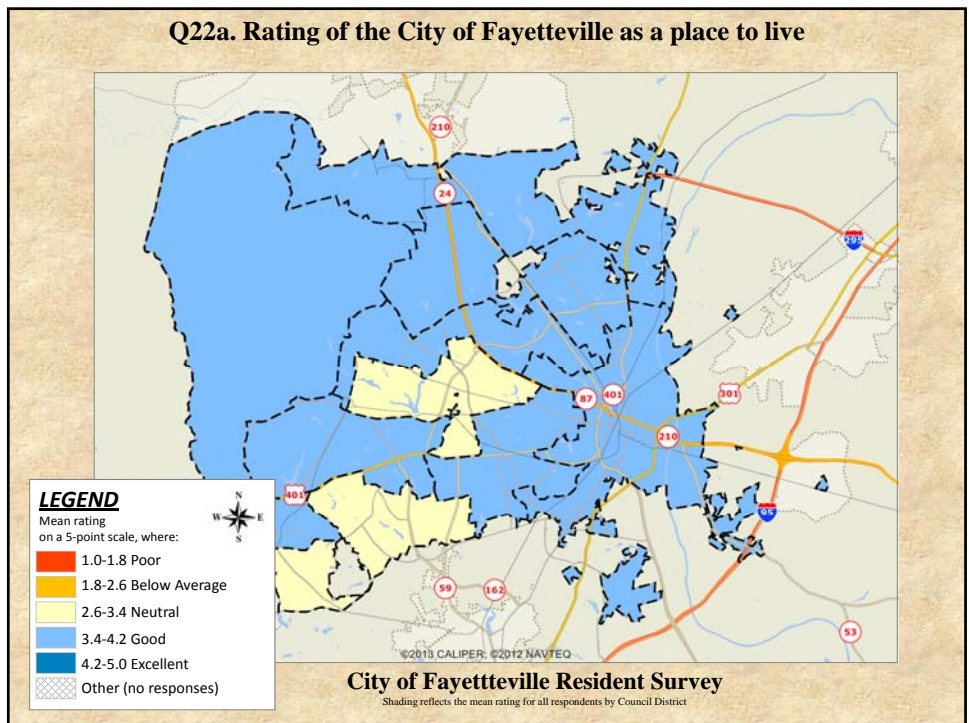 Q22a. Rating of the City of Fayetteville as a place to live
210
24
295
87
401
301
210
401
95
59
162
53
LEGEND
N
W E
S
Mean rating
on a 5-point scale, where:
1.0-1.8 Poor
1.8-2.6 Below Average
2.6-3.4 Neutral
3.4-4.2 Good
4.2-5.0 Excellent
Other (no responses)
©2013 CALIPER; ©2012 NAVTEQ
City of Fayettteville Resident Survey
Shading reflects the mean rating for all respondents by Council District